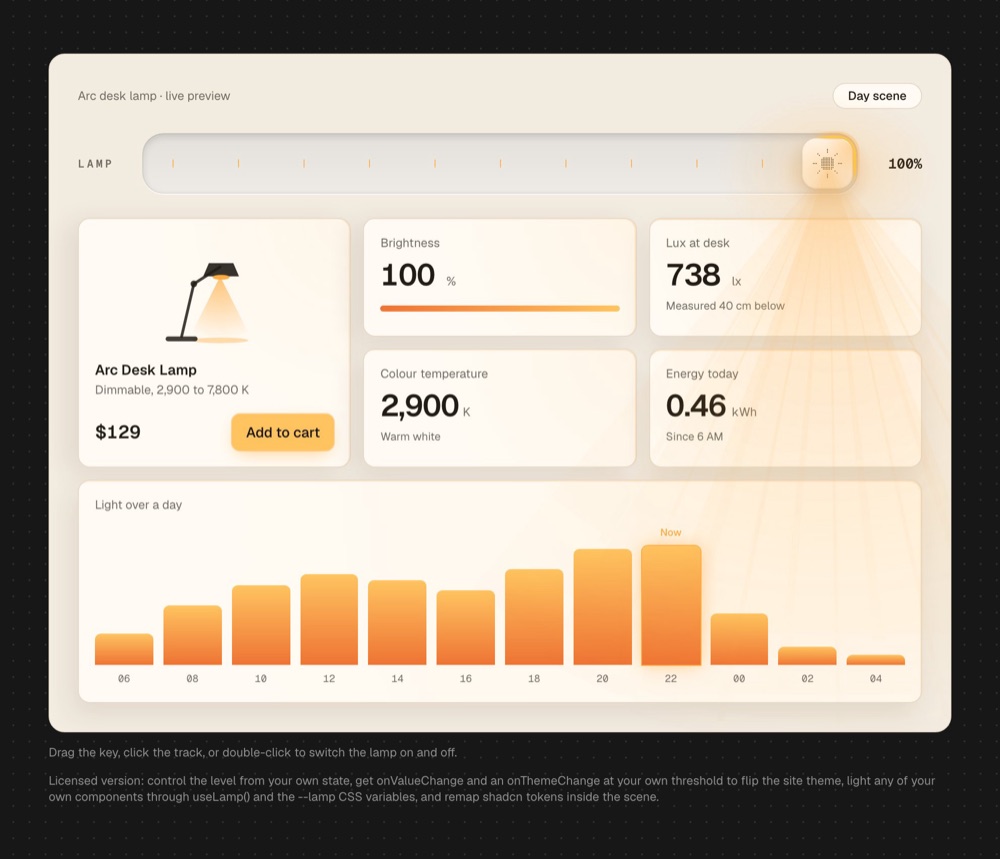 Arc desk lamp · live preview
Day scene
LAMP
100%
Arc Desk Lamp
Dimmable, 2,900 to 7,800 K
$129
Add to cart
Brightness
100 %
Lux at desk
738 lx
Measured 40 cm below
Colour temperature
2,900 K
Warm white
Energy today
0.46 kWh
Since 6 AM
Light over a day
Now
06 08 10 12 14 16 18 20 22 00 02 04
Drag the key, click the track, or double-click to switch the lamp on and off.
Licensed version: control the level from your own state, get onValueChange and an onThemeChange at your own threshold to flip the site theme, light any of your
own components through useLamp() and the --lamp CSS variables, and remap shadcn tokens inside the scene.